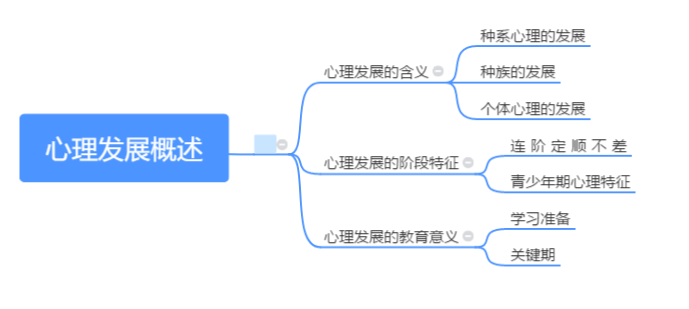 心理发展概述
心理发展的含义
种系心理的发展
种族的发展
个体心理的发展
心理发展的阶段特征
连 阶 定 顺 不 差
青少年期心理特征
心理发展的教育意义
学习准备
关键期